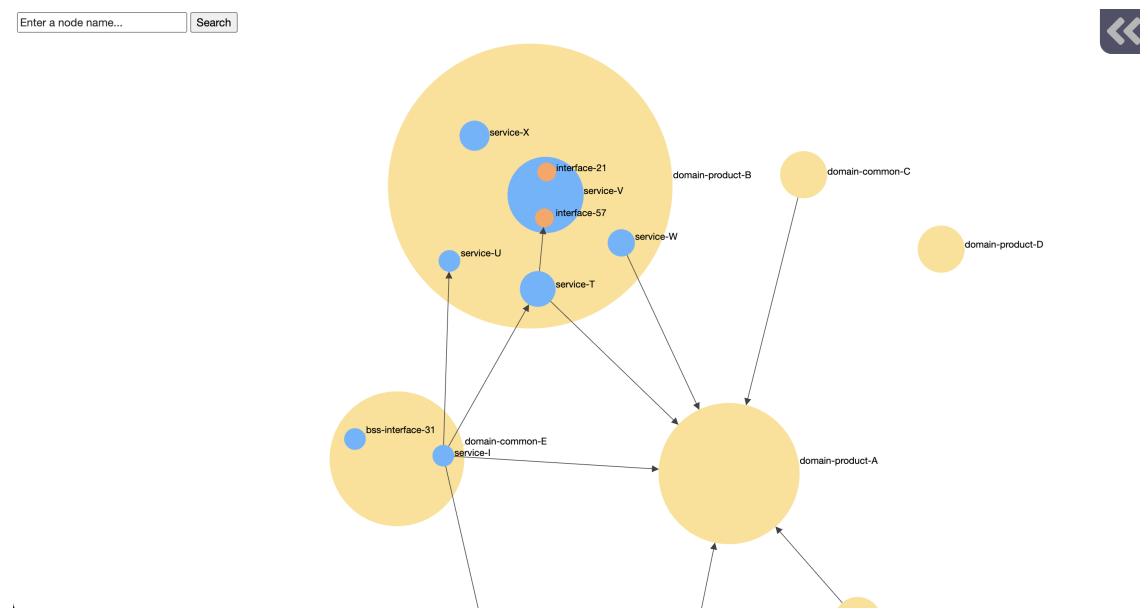 Enter a node name... Search
service-X
interface-21
domain-product-B
domain-common-C
service-V
interface-57
service-W
domain-product-D
service-U
service-T
bss-interface-31
domain-common-E
service-I
domain-product-A